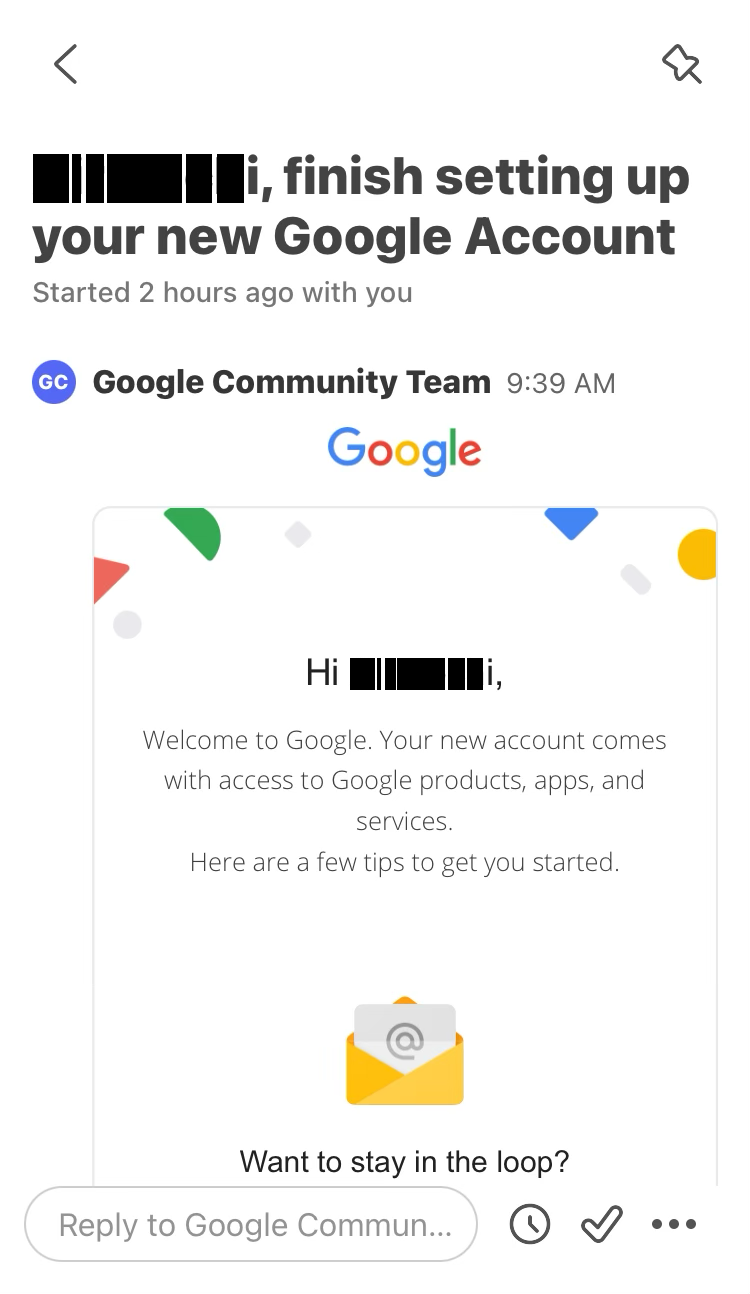 i, finish setting up
your new Google Account
Started 2 hours ago with you
GC Google Community Team 9:39 AM
Google
Hi i,
Welcome to Google. Your new account comes
with access to Google products, apps, and
services.
Here are a few tips to get you started.
@
Want to stay in the loop?
Reply to Google Commun...